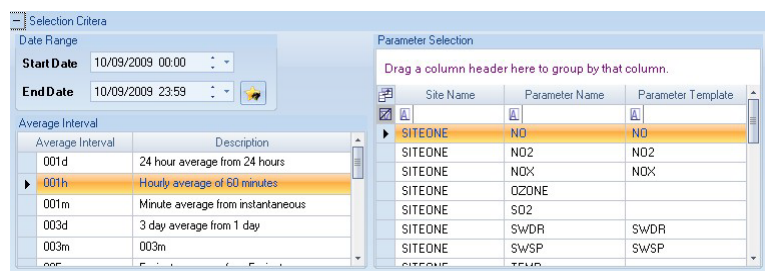 Selection Critera
Date Range
Start Date 10/09/2009 00:00
End Date 10/09/2009 23:59
Average Interval
Average Interval Description
001d 24 hour average from 24 hours
001h Hourly average of 60 minutes
001m Minute average from instantaneous
003d 3 day average from 1 day
003m 003m
Parameter Selection
Drag a column header here to group by that column.
Site Name Parameter Name Parameter Template
A A A
SITEONE NO NO
SITEONE NO2 NO2
SITEONE NOX NOX
SITEONE OZONE
SITEONE SO2
SITEONE SWDR SWDR
SITEONE SWSP SWSP
SITEONE TEMP